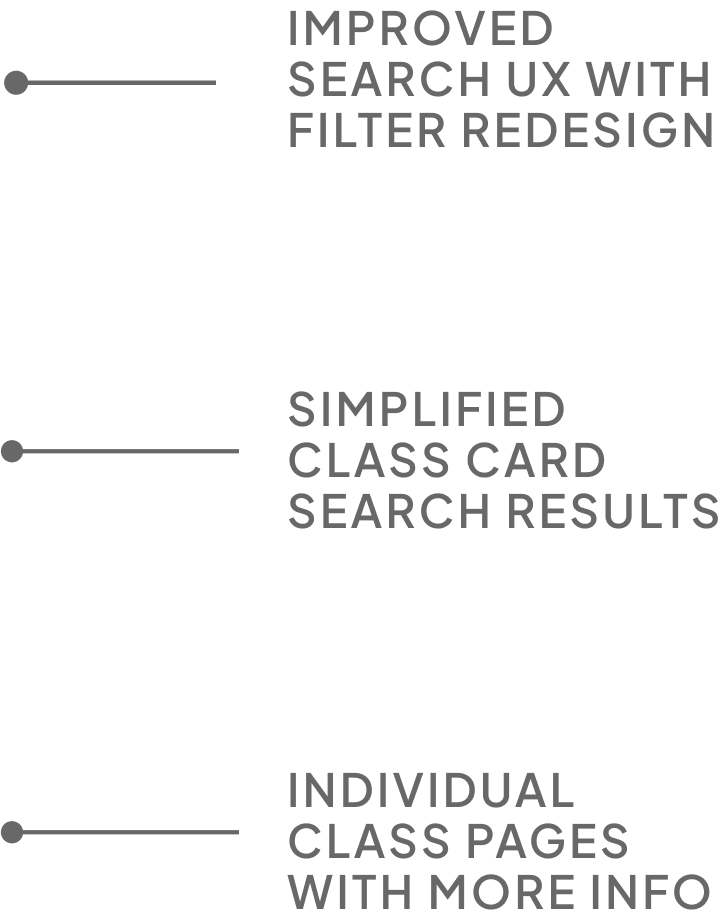 IMPROVED
SEARCH UX WITH
FILTER REDESIGN
SIMPLIFIED
CLASS CARD
SEARCH RESULTS
INDIVIDUAL
CLASS PAGES
WITH MORE INFO